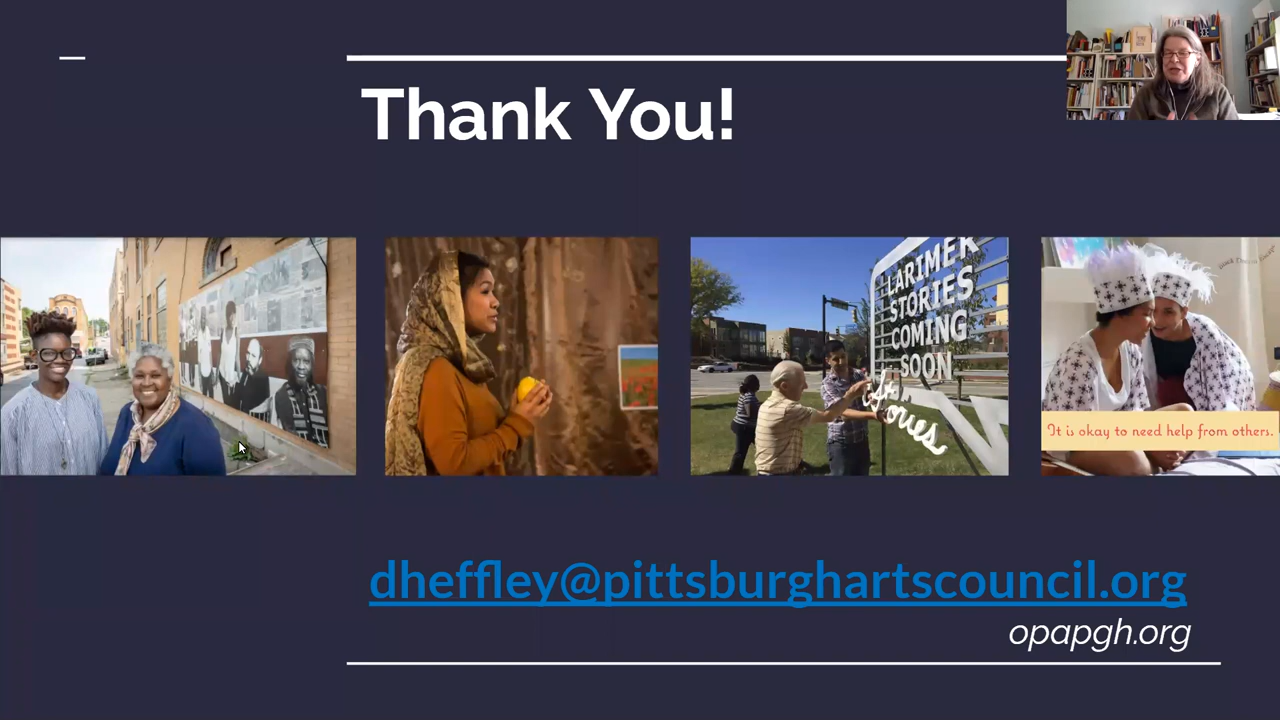 Thank You!
LARIMER
STORIES
COMING
SOON
Stories
It is okay to need help from others.
dheffley@pittsburghartscouncil.org
opapgh.org